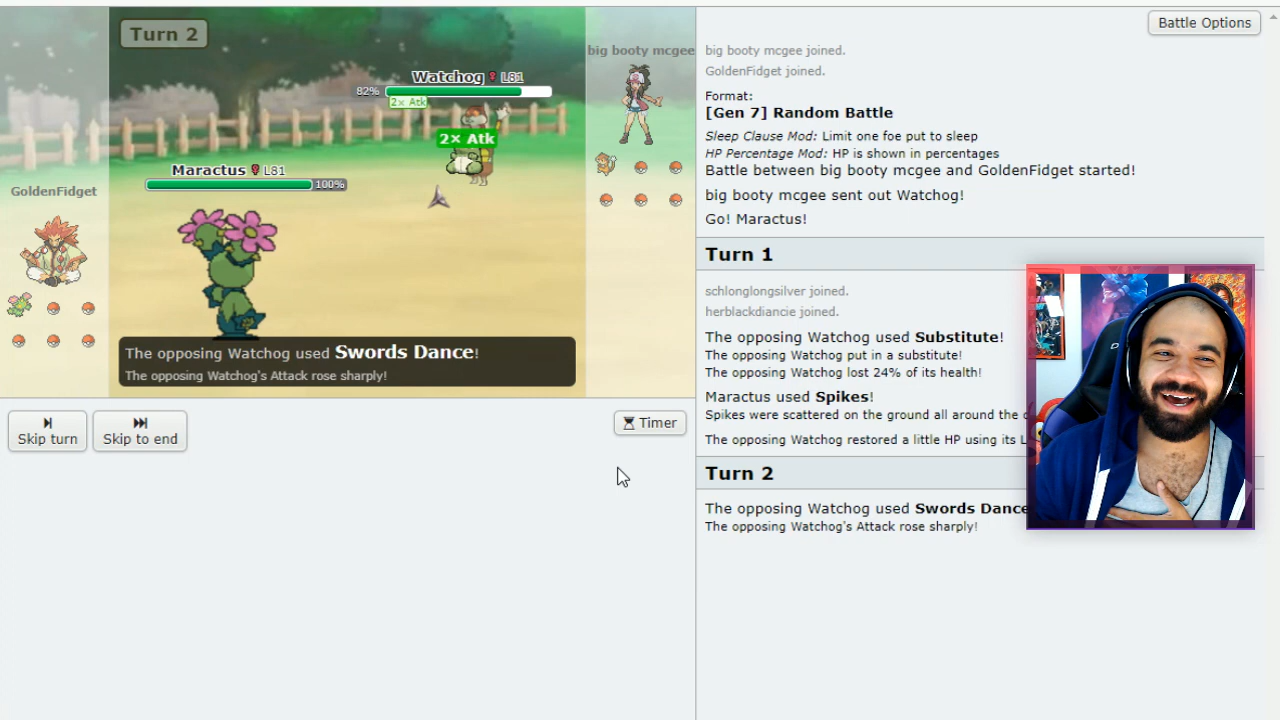 Turn 2
Watchog L81
82%
2× Atk
2× Atk
Maractus L81
100%
GoldenFidget
big booty mcgee
The opposing Watchog used Swords Dance!
The opposing Watchog's Attack rose sharply!
Skip turn
Skip to end
Timer
Battle Options
big booty mcgee joined.
GoldenFidget joined.
Format:
[Gen 7] Random Battle
Sleep Clause Mod: Limit one foe put to sleep
HP Percentage Mod: HP is shown in percentages
Battle between big booty mcgee and GoldenFidget started!
big booty mcgee sent out Watchog!
Go! Maractus!
Turn 1
schlonglongsilver joined.
herblackdiancie joined.
The opposing Watchog used Substitute!
The opposing Watchog put in a substitute!
The opposing Watchog lost 24% of its health!
Maractus used Spikes!
Spikes were scattered on the ground all around the
The opposing Watchog restored a little HP using its
Turn 2
The opposing Watchog used Swords Dance
The opposing Watchog's Attack rose sharply!